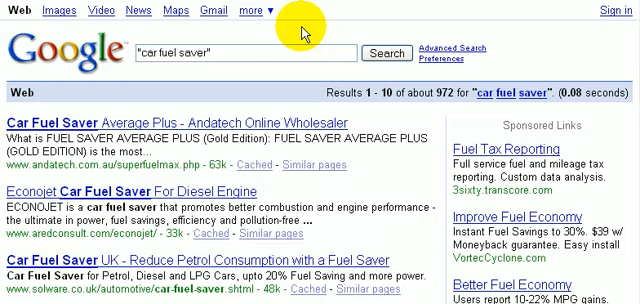 Web Images Video News Maps Gmail more ▼ Sign in
Google "car fuel saver" Search Advanced Search
Preferences
Web Results 1 - 10 of about 972 for "car fuel saver". (0.08 seconds)
Car Fuel Saver Average Plus - Andatech Online Wholesaler
What is FUEL SAVER AVERAGE PLUS (Gold Edition): FUEL SAVER AVERAGE PLUS
(GOLD EDITION) is the most...
www.andatech.com.au/superfuelmax.php - 63k - Cached - Similar pages
Econojet Car Fuel Saver For Diesel Engine
ECONOJET is a car fuel saver that promotes better combustion and engine performance -
the ultimate in power, fuel savings, efficiency and pollution-free ...
www.aredconsult.com/econojet/ - 33k - Cached - Similar pages
Car Fuel Saver UK - Reduce Petrol Consumption with a Fuel Saver
Car Fuel Saver for Petrol, Diesel and LPG Cars, upto 20% Fuel Saving and more power.
www.solware.co.uk/automotive/car-fuel-saver.shtml - 48k - Cached - Similar pages
Sponsored Links
Fuel Tax Reporting
Full service fuel and mileage tax
reporting. Custom data analysis.
3sixty.transcore.com
Improve Fuel Economy
Instant Fuel Savings to 30%. $39 w/
Moneyback guarantee. Easy install
VortecCyclone.com
Better Fuel Economy
Users report 10-22% MPG gains.